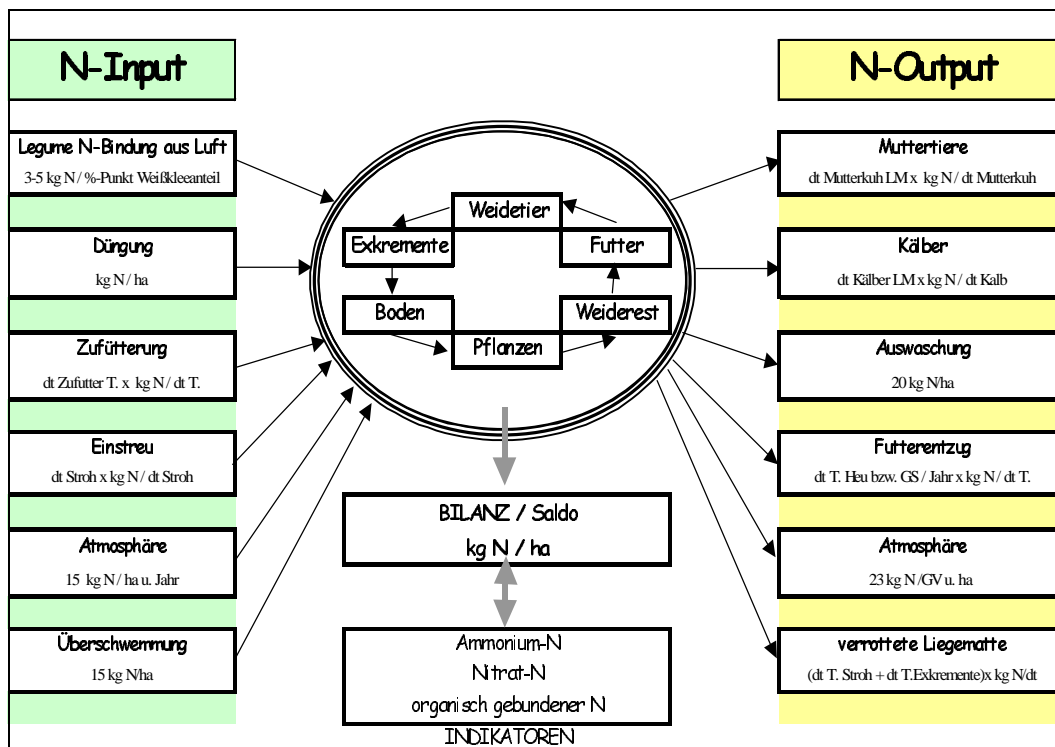 N-Input
Legume N-Bindung aus Luft
3-5 kg N / %-Punkt Weißkleeanteil
Düngung
kg N / ha
Zufütterung
dt Zufutter T. x kg N / dt T.
Einstreu
dt Stroh x kg N / dt Stroh
Atmosphäre
15 kg N / ha u. Jahr
Überschwemmung
15 kg N/ha
Weidetier
Exkremente
Futter
Boden
Weiderest
Pflanzen
BILANZ / Saldo
kg N / ha
Ammonium-N
Nitrat-N
organisch gebundener N
INDIKATOREN
N-Output
Muttertiere
dt Mutterkuh LM x kg N / dt Mutterkuh
Kälber
dt Kälber LM x kg N / dt Kalb
Auswaschung
20 kg N/ha
Futterentzug
dt T. Heu bzw. GS / Jahr x kg N / dt T.
Atmosphäre
23 kg N /GV u. ha
verrottete Liegematte
(dt T. Stroh + dt T.Exkremente)x kg N/dt